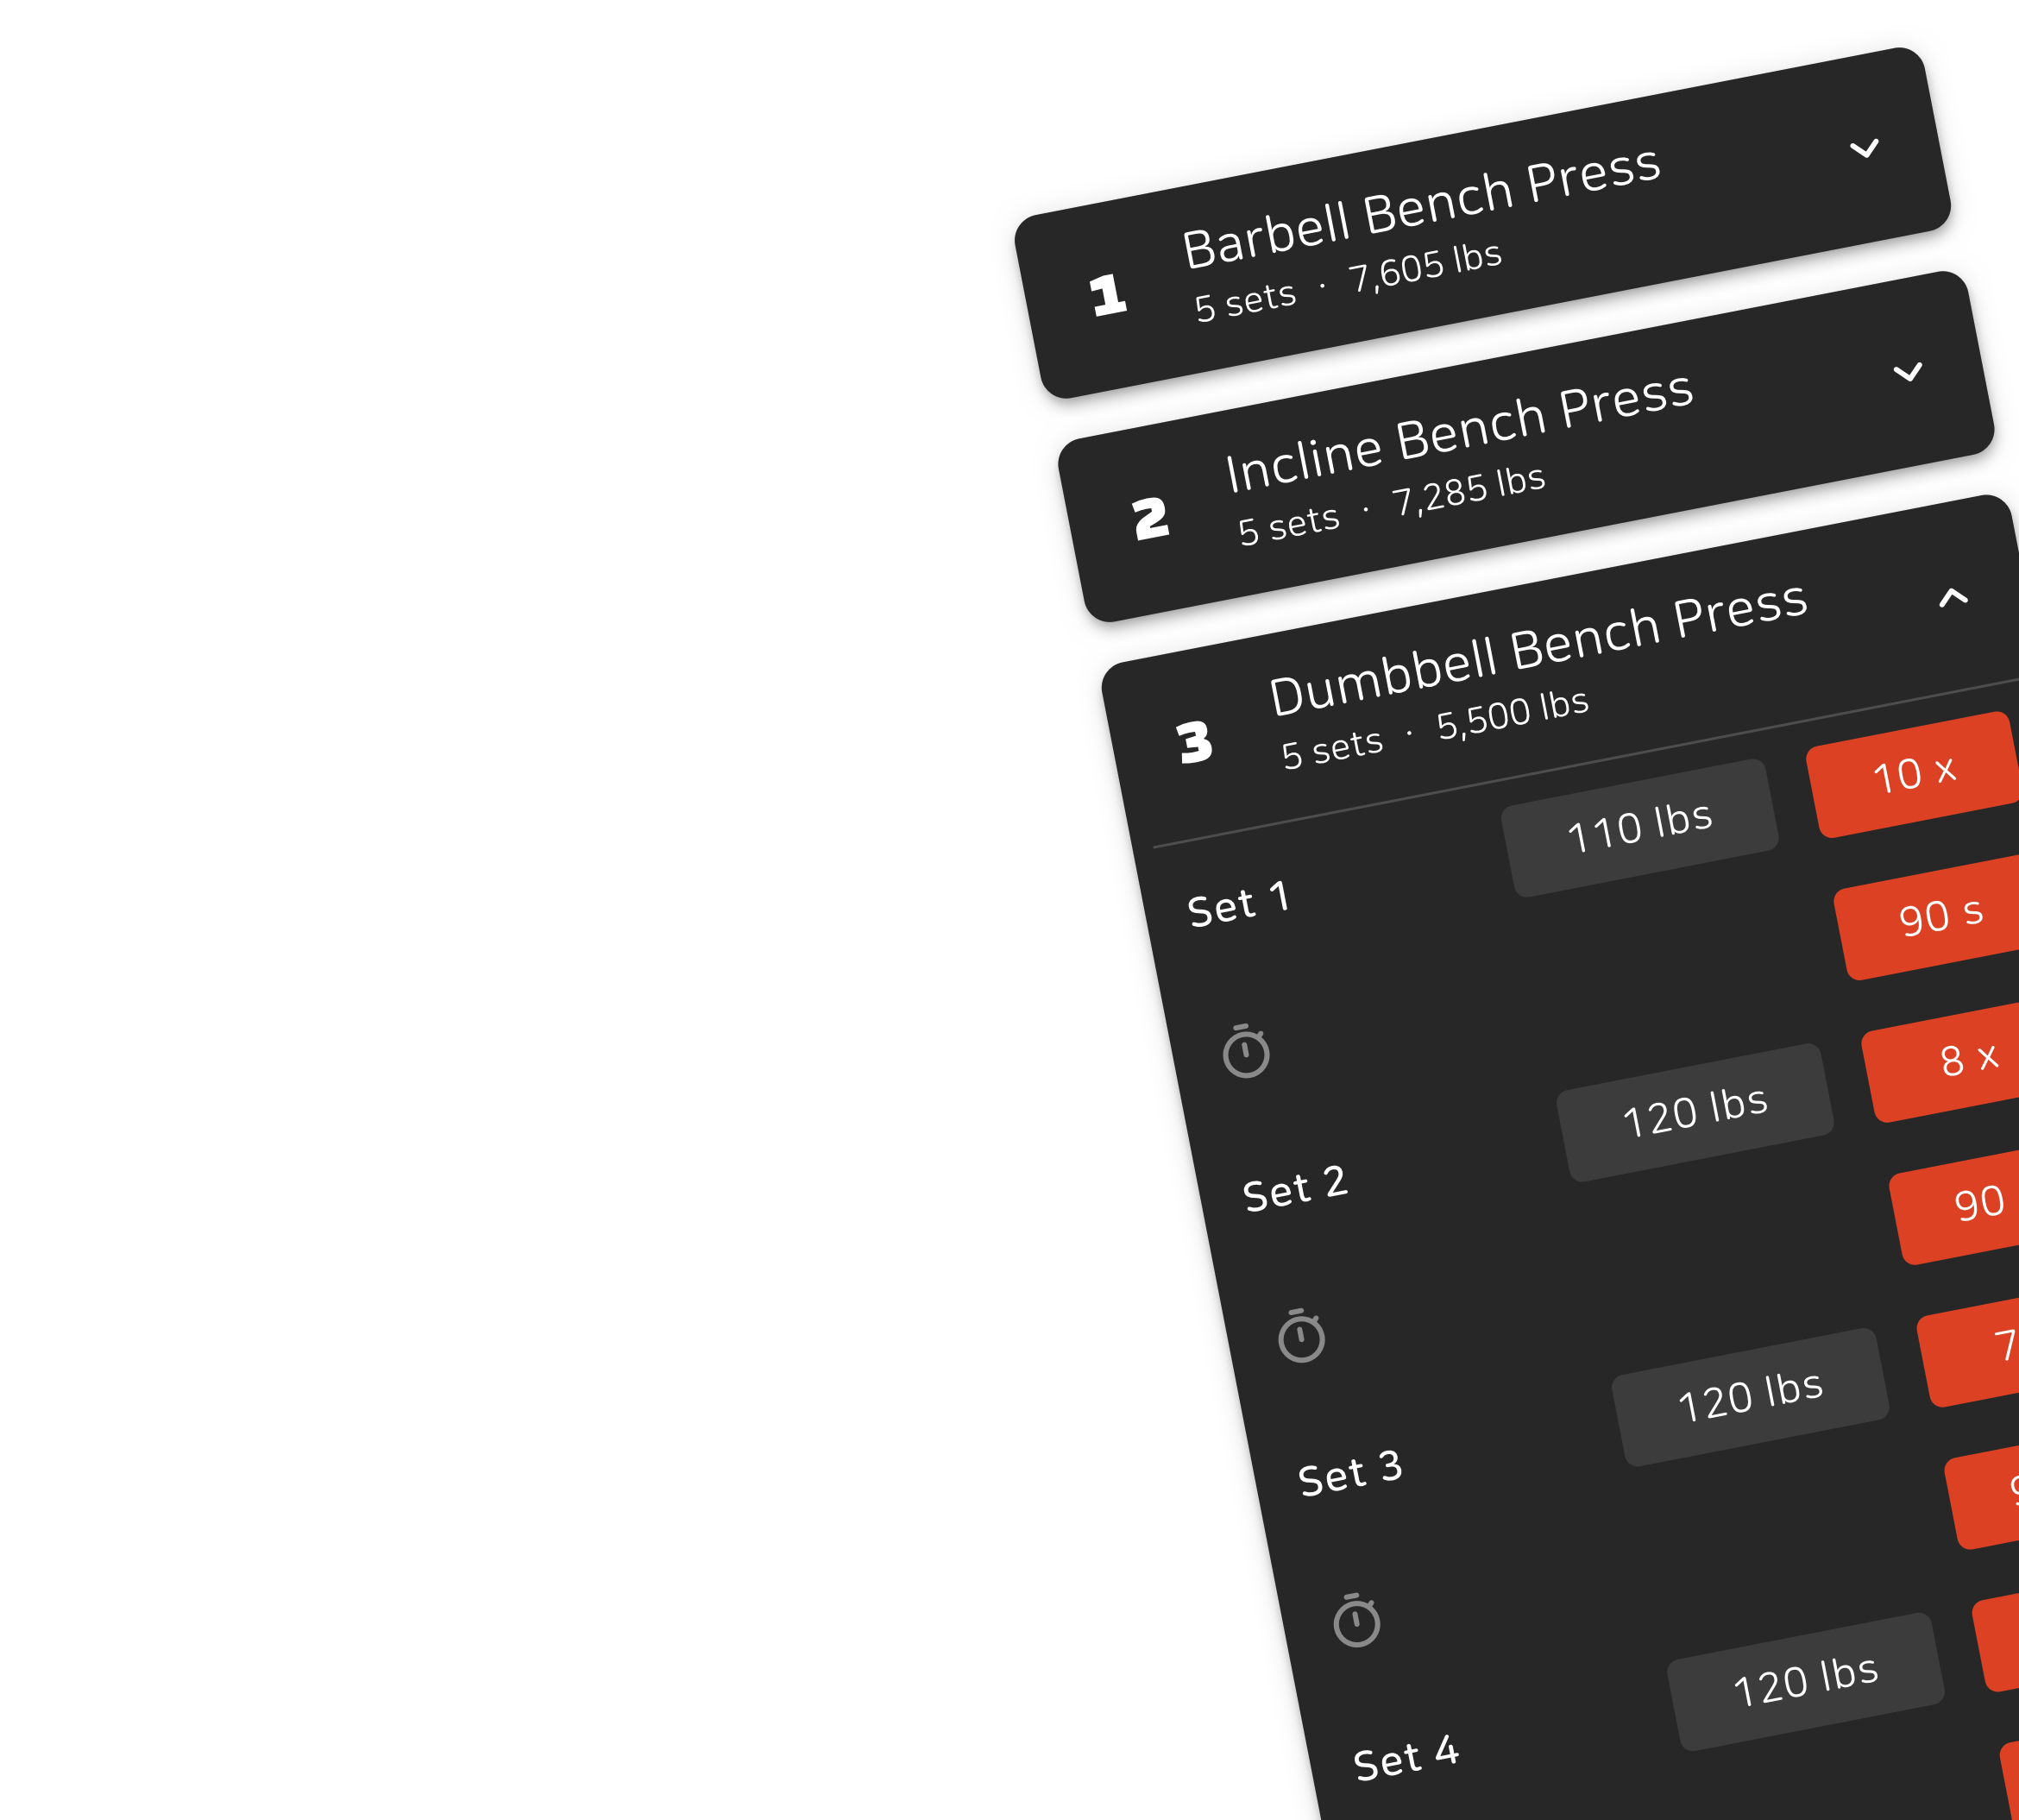 1
Barbell Bench Press
5 sets · 7,605 lbs
2
Incline Bench Press
5 sets · 7,285 lbs
3
Dumbbell Bench Press
5 sets · 5,500 lbs
Set 1 110 lbs 10 x
90 s
Set 2 120 lbs 8 x
90
Set 3 120 lbs 7
Set 4 120 lbs